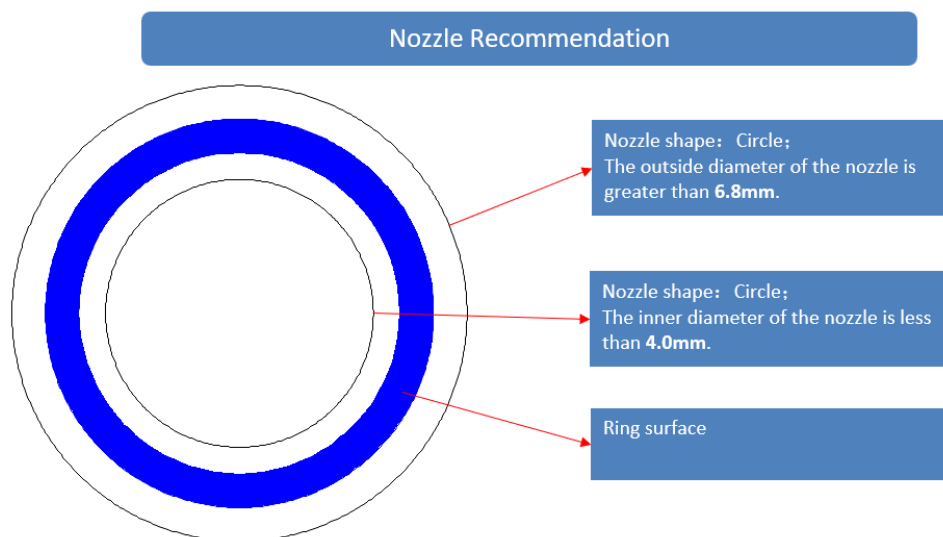 Nozzle Recommendation
Nozzle shape：Circle；
The outside diameter of the nozzle is
greater than 6.8mm.
Nozzle shape：Circle；
The inner diameter of the nozzle is less
than 4.0mm.
Ring surface